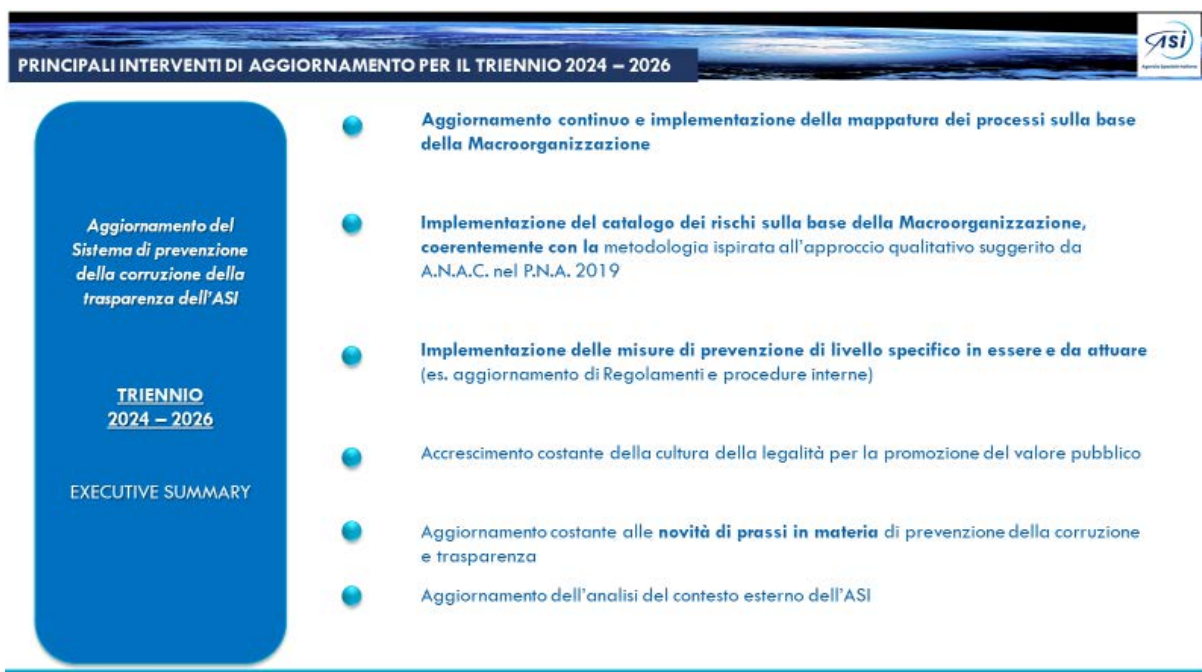 asi
Agenzia Spaziale Italiana
PRINCIPALI INTERVENTI DI AGGIORNAMENTO PER IL TRIENNIO 2024 – 2026
Aggiornamento del
Sistema di prevenzione
della corruzione della
trasparenza dell'ASI
TRIENNIO
2024 – 2026
EXECUTIVE SUMMARY
Aggiornamento continuo e implementazione della mappatura dei processi sulla base
della Macroorganizzazione
Implementazione del catalogo dei rischi sulla base della Macroorganizzazione,
coerentemente con la metodologia ispirata all'approccio qualitativo suggerito da
A.N.A.C. nel P.N.A. 2019
Implementazione delle misure di prevenzione di livello specifico in essere e da attuare
(es. aggiornamento di Regolamenti e procedure interne)
Accrescimento costante della cultura della legalità per la promozione del valore pubblico
Aggiornamento costante alle novità di prassi in materia di prevenzione della corruzione
e trasparenza
Aggiornamento dell'analisi del contesto esterno dell'ASI